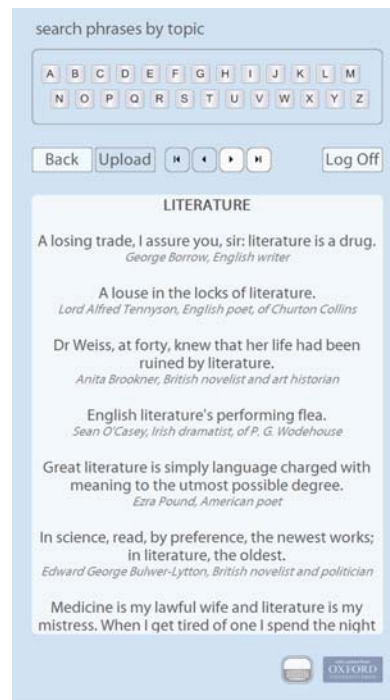 search phrases by topic
A B C D E F G H I J K L M
N O P Q R S T U V W X Y Z
Back Upload Log Off
LITERATURE
A losing trade, I assure you, sir: literature is a drug.
George Borrow, English writer
A louse in the locks of literature.
Lord Alfred Tennyson, English poet, of Churton Collins
Dr Weiss, at forty, knew that her life had been
ruined by literature.
Anita Brookner, British novelist and art historian
English literature's performing flea.
Sean O'Casey, Irish dramatist, of P. G. Wodehouse
Great literature is simply language charged with
meaning to the utmost possible degree.
Ezra Pound, American poet
In science, read, by preference, the newest works;
in literature, the oldest.
Edward George Bulwer-Lytton, British novelist and politician
Medicine is my lawful wife and literature is my
mistress. When I get tired of one I spend the night
OXFORD